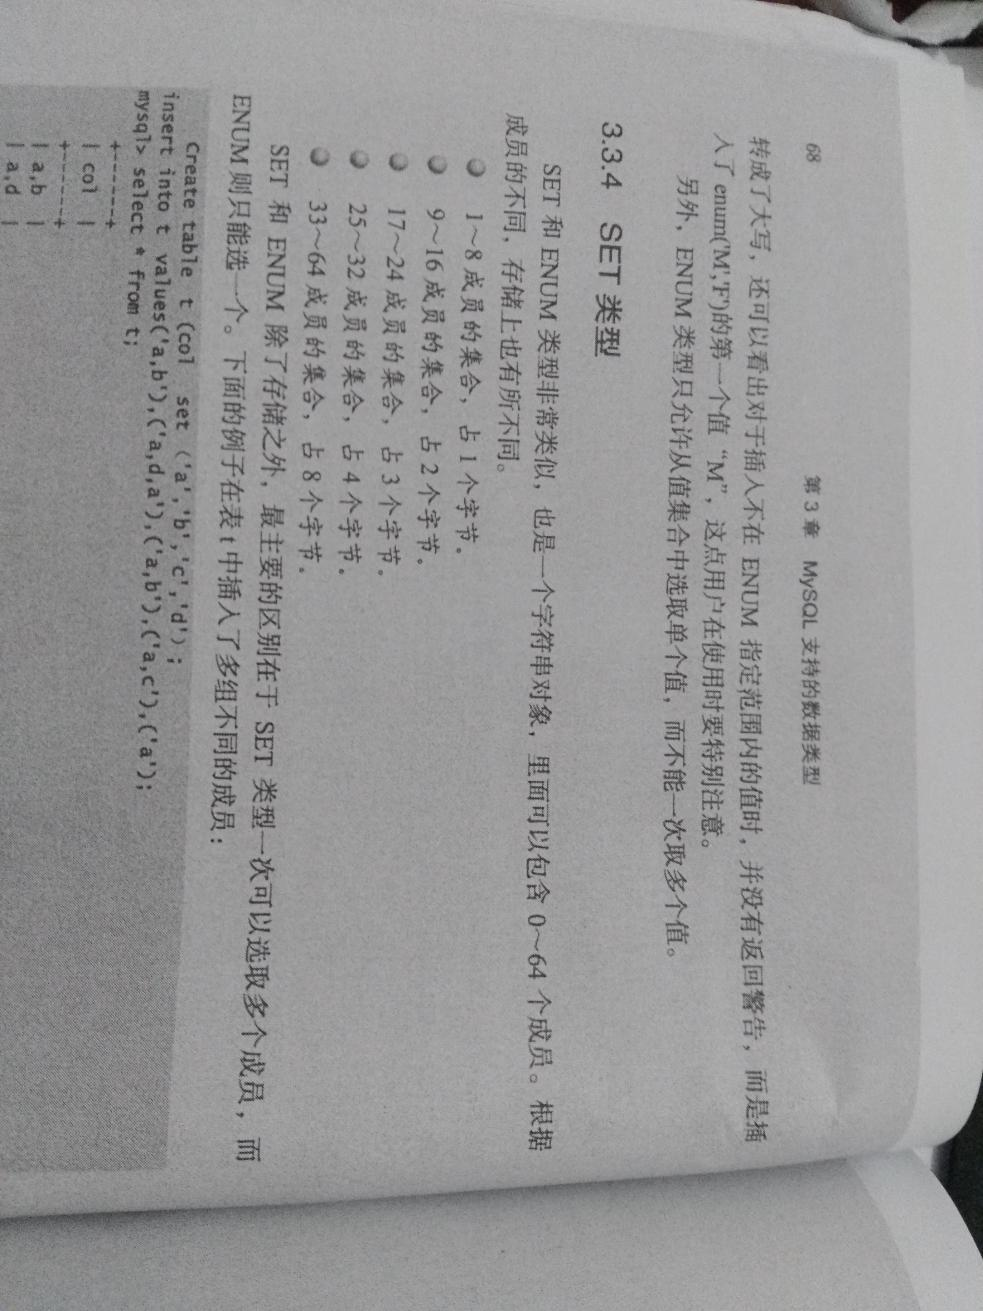 68 第 3 章 MySQL 支持的数据类型
转成了大写，还可以看出对于插入不在 ENUM 指定范围内的值时，并没有返回警告，而是插
入了 enum('M','F')的第一个值“M”，这点用户在使用时要特别注意。
另外，ENUM 类型只允许从值集合中选取单个值，而不能一次取多个值。
3.3.4 SET 类型
SET 和 ENUM 类型非常类似，也是一个字符串对象，里面可以包含 0～64 个成员。根据
成员的不同，存储上也有所不同。
1～8 成员的集合，占 1 个字节。
9～16 成员的集合，占 2 个字节。
17～24 成员的集合，占 3 个字节。
25～32 成员的集合，占 4 个字节。
33～64 成员的集合，占 8 个字节。
SET 和 ENUM 除了存储之外，最主要的区别在于 SET 类型一次可以选取多个成员，而
ENUM 则只能选一个。下面的例子在表 t 中插入了多组不同的成员：
Create table t (col set ('a','b','c','d');
insert into t values('a,b'),('a,d,a'),('a,b'),('a,c'),('a');
mysql> select * from t;
+------+
| col |
+------+
| a,b |
| a,d |